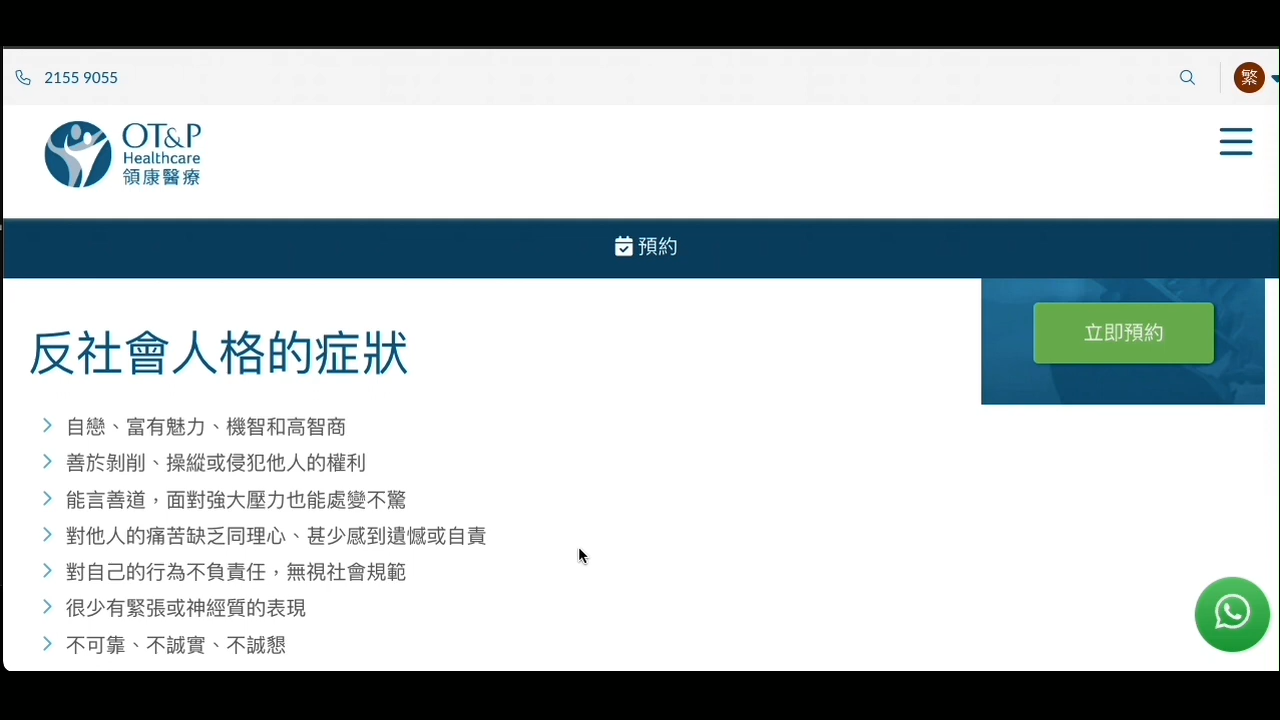 2155 9055
繁
OT&P
Healthcare
領康醫療
預約
立即預約
反社會人格的症狀
自戀、富有魅力、機智和高智商
善於剝削、操縱或侵犯他人的權利
能言善道，面對強大壓力也能處變不驚
對他人的痛苦缺乏同理心、甚少感到遺憾或自責
對自己的行為不負責任，無視社會規範
很少有緊張或神經質的表現
不可靠、不誠實、不誠懇